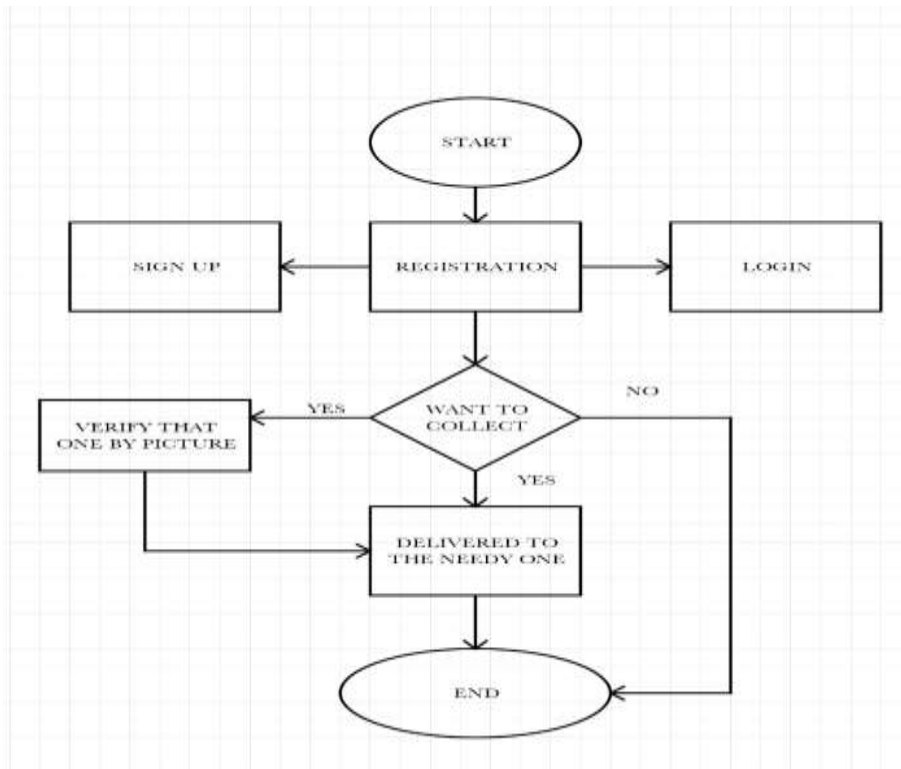 START
SIGN UP
REGISTRATION
LOGIN
NO
YES
WANT TO
COLLECT
VERIFY THAT
ONE BY PICTURE
YES
DELIVERED TO
THE NEEDY ONE
END